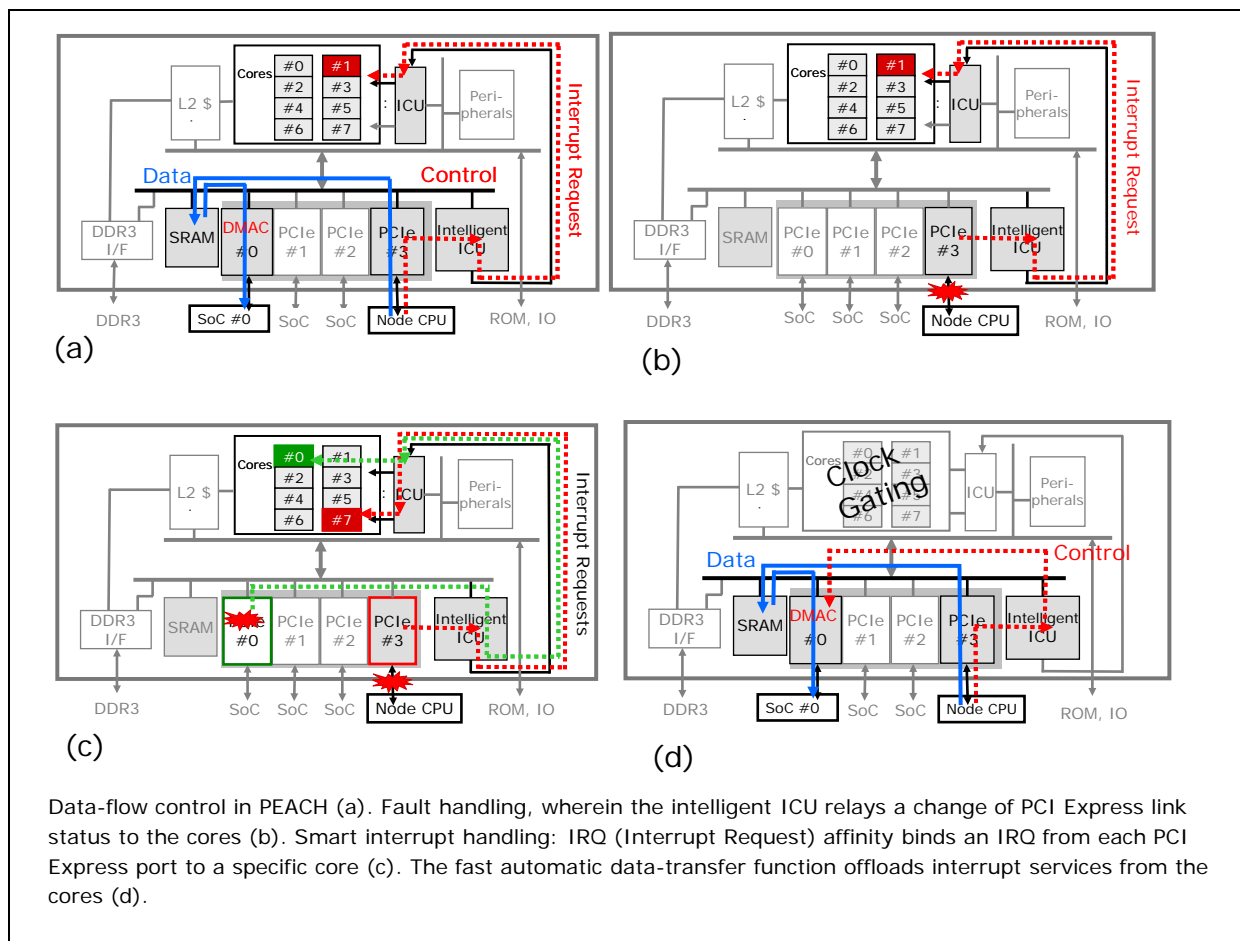 Cores
#0
#1
#2
#3
#4
#5
#6
#7
:
ICU
L2 $
.
Peri-
pherals
Interrupt Request
Data
Control
DDR3
I/F
SRAM
DMAC
#0
PCIe
#1
PCIe
#2
PCIe
#3
Intelligent
ICU
DDR3
SoC #0
SoC
SoC
Node CPU
ROM, IO
(a)
Cores
#0
#1
#2
#3
#4
#5
#6
#7
:
ICU
L2 $
.
Peri-
pherals
Interrupt Request
DDR3
I/F
SRAM
PCIe
#0
PCIe
#1
PCIe
#2
PCIe
#3
Intelligent
ICU
DDR3
SoC
SoC
SoC
Node CPU
ROM, IO
(b)
Cores
#0
#1
#2
#3
#4
#5
#6
#7
:
ICU
L2 $
.
Peri-
pherals
Interrupt Requests
DDR3
I/F
SRAM
#0
PCIe
#1
PCIe
#2
PCIe
#3
Intelligent
ICU
DDR3
SoC
SoC
SoC
Node CPU
ROM, IO
(c)
Cores
#0
#1
#2
#3
#4
#5
#6
#7
Clock
Gating
:
ICU
L2 $
.
Peri-
pherals
Data
Control
DDR3
I/F
SRAM
DMAC
#0
PCIe
#1
PCIe
#2
PCIe
#3
Intelligent
ICU
DDR3
SoC #0
SoC
SoC
Node CPU
ROM, IO
(d)
Data-flow control in PEACH (a). Fault handling, wherein the intelligent ICU relays a change of PCI Express link
status to the cores (b). Smart interrupt handling: IRQ (Interrupt Request) affinity binds an IRQ from each PCI
Express port to a specific core (c). The fast automatic data-transfer function offloads interrupt services from the
cores (d).